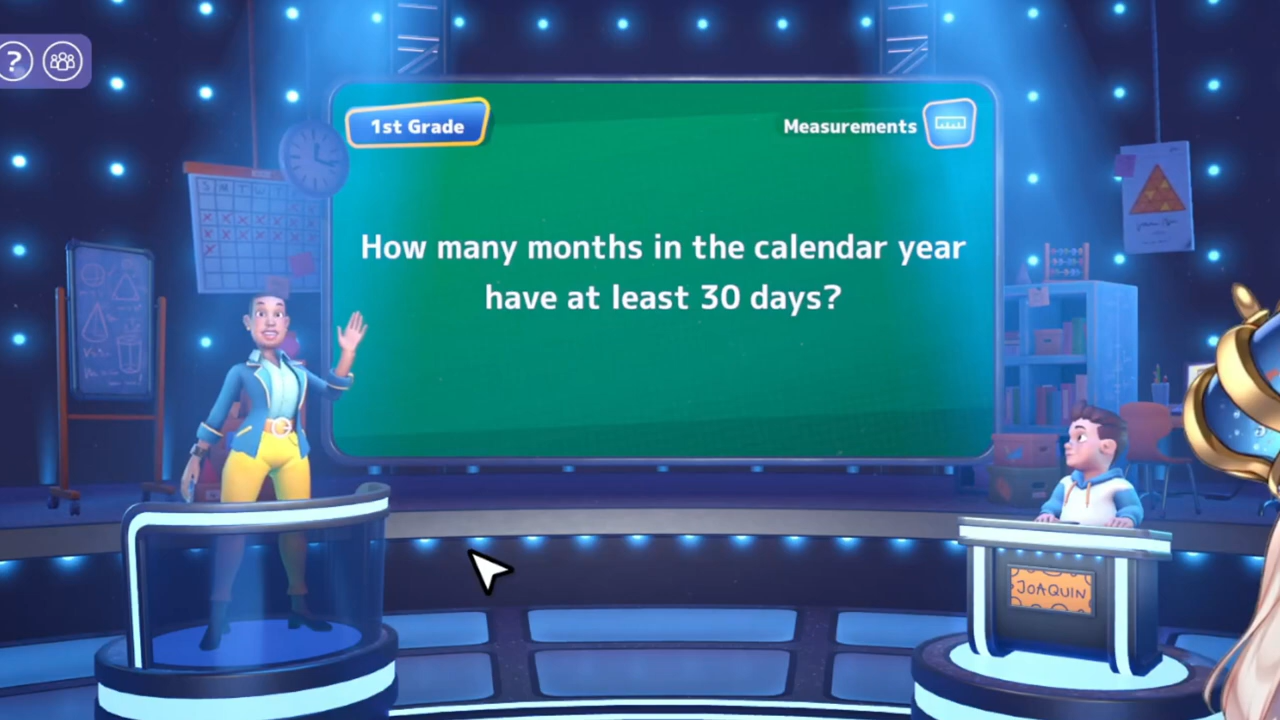 ?
1st Grade
Measurements
How many months in the calendar year
have at least 30 days?
S M T W T
JOAQUIN